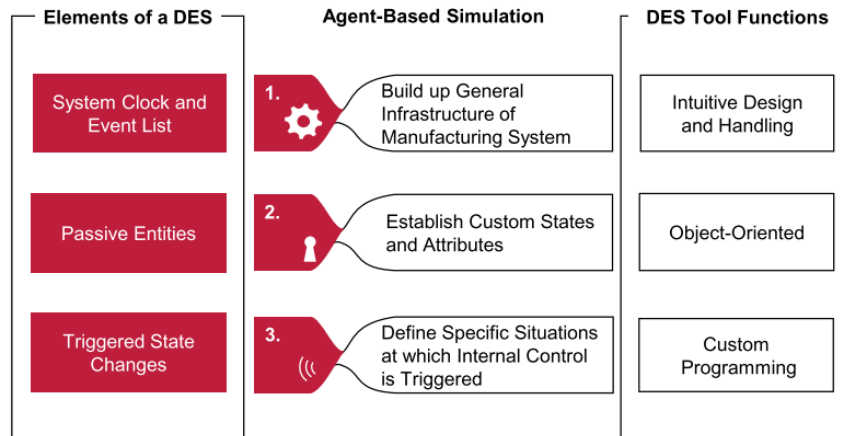 Elements of a DES
Agent-Based Simulation
DES Tool Functions
System Clock and
Event List
1.
Build up General
Infrastructure of
Manufacturing System
Intuitive Design
and Handling
Passive Entities
2.
Establish Custom States
and Attributes
Object-Oriented
Triggered State
Changes
3.
Define Specific Situations
at which Internal Control
is Triggered
Custom
Programming